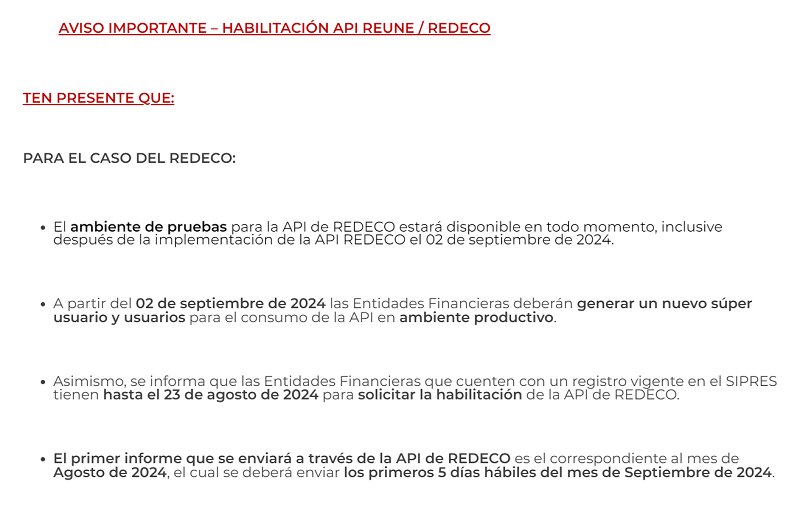 AVISO IMPORTANTE – HABILITACIÓN API REUNE / REDECO
TEN PRESENTE QUE:
PARA EL CASO DEL REDECO:
• El ambiente de pruebas para la API de REDECO estará disponible en todo momento, inclusive
después de la implementación de la API REDECO el 02 de septiembre de 2024.
• A partir del 02 de septiembre de 2024 las Entidades Financieras deberán generar un nuevo súper
usuario y usuarios para el consumo de la API en ambiente productivo.
• Asimismo, se informa que las Entidades Financieras que cuenten con un registro vigente en el SIPRES
tienen hasta el 23 de agosto de 2024 para solicitar la habilitación de la API de REDECO.
• El primer informe que se enviará a través de la API de REDECO es el correspondiente al mes de
Agosto de 2024, el cual se deberá enviar los primeros 5 días hábiles del mes de Septiembre de 2024.